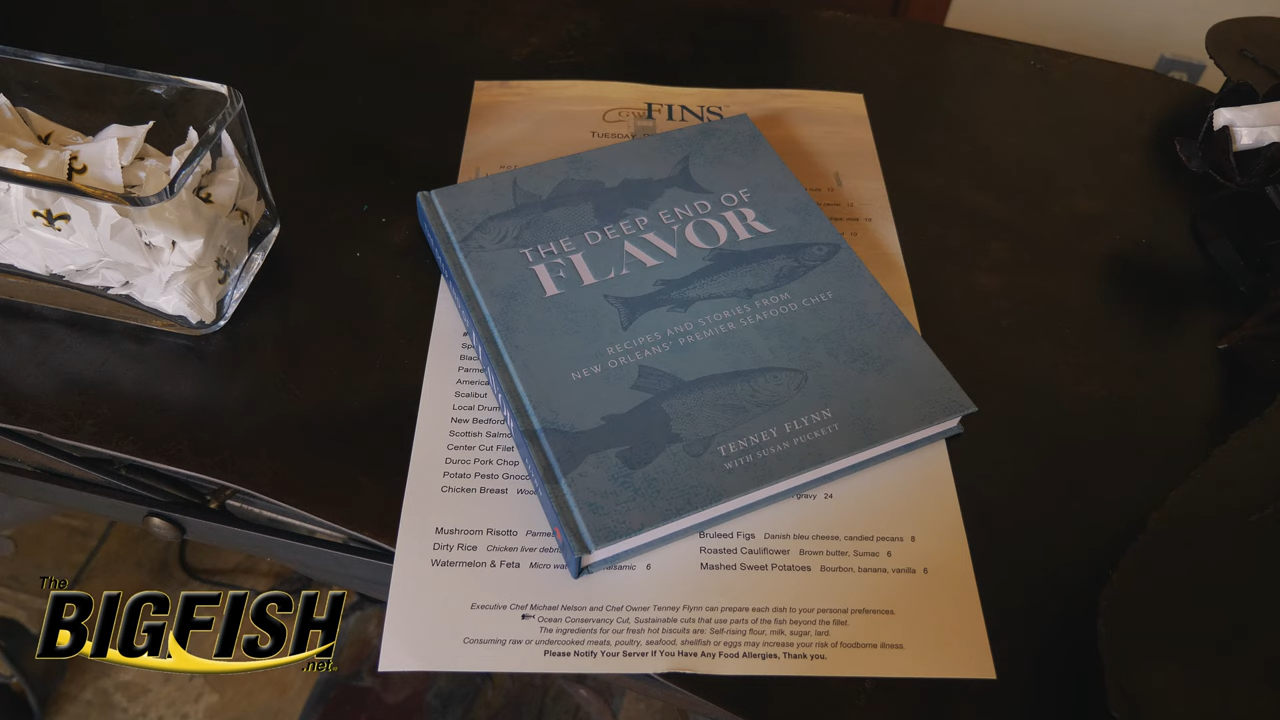 GW FINS
TUESDAY
THE DEEP END OF
FLAVOR
RECIPES AND STORIES FROM
NEW ORLEANS' PREMIER SEAFOOD CHEF
TENNEY FLYNN
WITH SUSAN PUCKETT
Parme
America
Scalibut
Local Drum
New Bedford
Scottish Salmo
Center Cut Filet
Duroc Pork Chop
Potato Pesto Gnocc
Chicken Breast Woo
gravy 24
Mushroom Risotto Parmes
Dirty Rice Chicken liver debri
Watermelon & Feta Micro wat alsamic 6
Bruleed Figs Danish bleu cheese, candied pecans 8
Roasted Cauliflower Brown butter, Sumac 6
Mashed Sweet Potatoes Bourbon, banana, vanilla 6
Executive Chef Michael Nelson and Chef Owner Tenney Flynn can prepare each dish to your personal preferences.
Ocean Conservancy Cut, Sustainable cuts that use parts of the fish beyond the fillet.
The ingredients for our fresh hot biscuits are: Self-rising flour, milk, sugar, lard.
Consuming raw or undercooked meats, poultry, seafood, shellfish or eggs may increase your risk of foodborne illness.
Please Notify Your Server If You Have Any Food Allergies, Thank you.
The
BIGFISH
.net